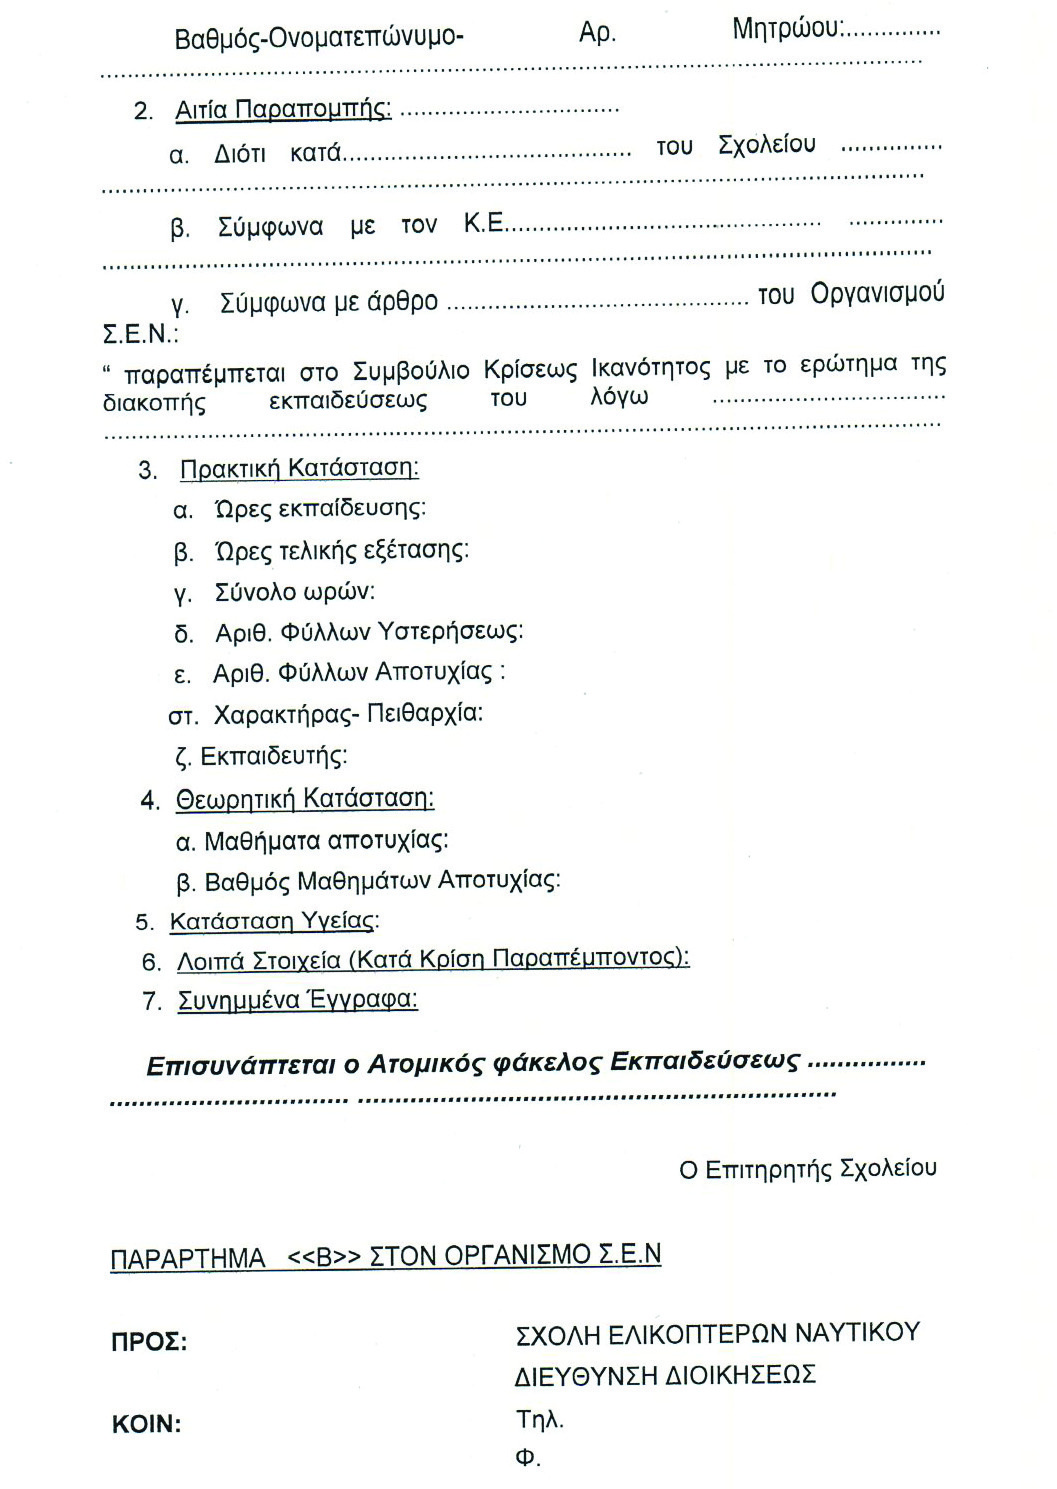 Βαθμός-Ονοματεπώνυμο- Αρ. Μητρώου:..............
........................................................................................................
2. Αιτία Παραπομπής: ............................
α. Διότι κατά..................................... του Σχολείου .............
........................................................................................................
β. Σύμφωνα με τον Κ.Ε........................................ ............
........................................................................................................
γ. Σύμφωνα με άρθρο ...................................... του Οργανισμού
Σ.Ε.Ν.:
“ παραπέμπεται στο Συμβούλιο Κρίσεως Ικανότητος με το ερώτημα της
διακοπής εκπαιδεύσεως του λόγω ..............................
........................................................................................................
3. Πρακτική Κατάσταση:
α. Ώρες εκπαίδευσης:
β. Ώρες τελικής εξέτασης:
γ. Σύνολο ωρών:
δ. Αριθ. Φύλλων Υστερήσεως:
ε. Αριθ. Φύλλων Αποτυχίας :
στ. Χαρακτήρας- Πειθαρχία:
ζ. Εκπαιδευτής:
4. Θεωρητική Κατάσταση:
α. Μαθήματα αποτυχίας:
β. Βαθμός Μαθημάτων Αποτυχίας:
5. Κατάσταση Υγείας:
6. Λοιπά Στοιχεία (Κατά Κρίση Παραπέμποντος):
7. Συνημμένα Έγγραφα:
Επισυνάπτεται ο Ατομικός φάκελος Εκπαιδεύσεως ................
................................ ................................................................
Ο Επιτηρητής Σχολείου
ΠΑΡΑΡΤΗΜΑ <<Β>> ΣΤΟΝ ΟΡΓΑΝΙΣΜΟ Σ.Ε.Ν
ΠΡΟΣ: ΣΧΟΛΗ ΕΛΙΚΟΠΤΕΡΩΝ ΝΑΥΤΙΚΟΥ
ΔΙΕΥΘΥΝΣΗ ΔΙΟΙΚΗΣΕΩΣ
ΚΟΙΝ: Τηλ.
Φ.